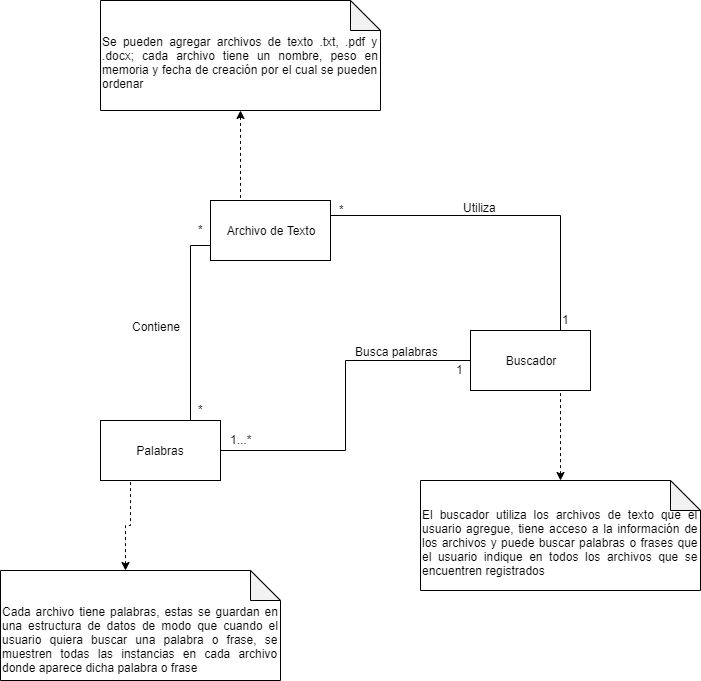 Se pueden agregar archivos de texto .txt, .pdf y
.docx; cada archivo tiene un nombre, peso en
memoria y fecha de creación por el cual se pueden
ordenar
*
Utiliza
*
Archivo de Texto
Contiene
1
Busca palabras
Buscador
1
*
1...*
Palabras
El buscador utiliza los archivos de texto que el
usuario agregue, tiene acceso a la información de
los archivos y puede buscar palabras o frases que
el usuario indique en todos los archivos que se
encuentren registrados
Cada archivo tiene palabras, estas se guardan en
una estructura de datos de modo que cuando el
usuario quiera buscar una palabra o frase, se
muestren todas las instancias en cada archivo
donde aparece dicha palabra o frase